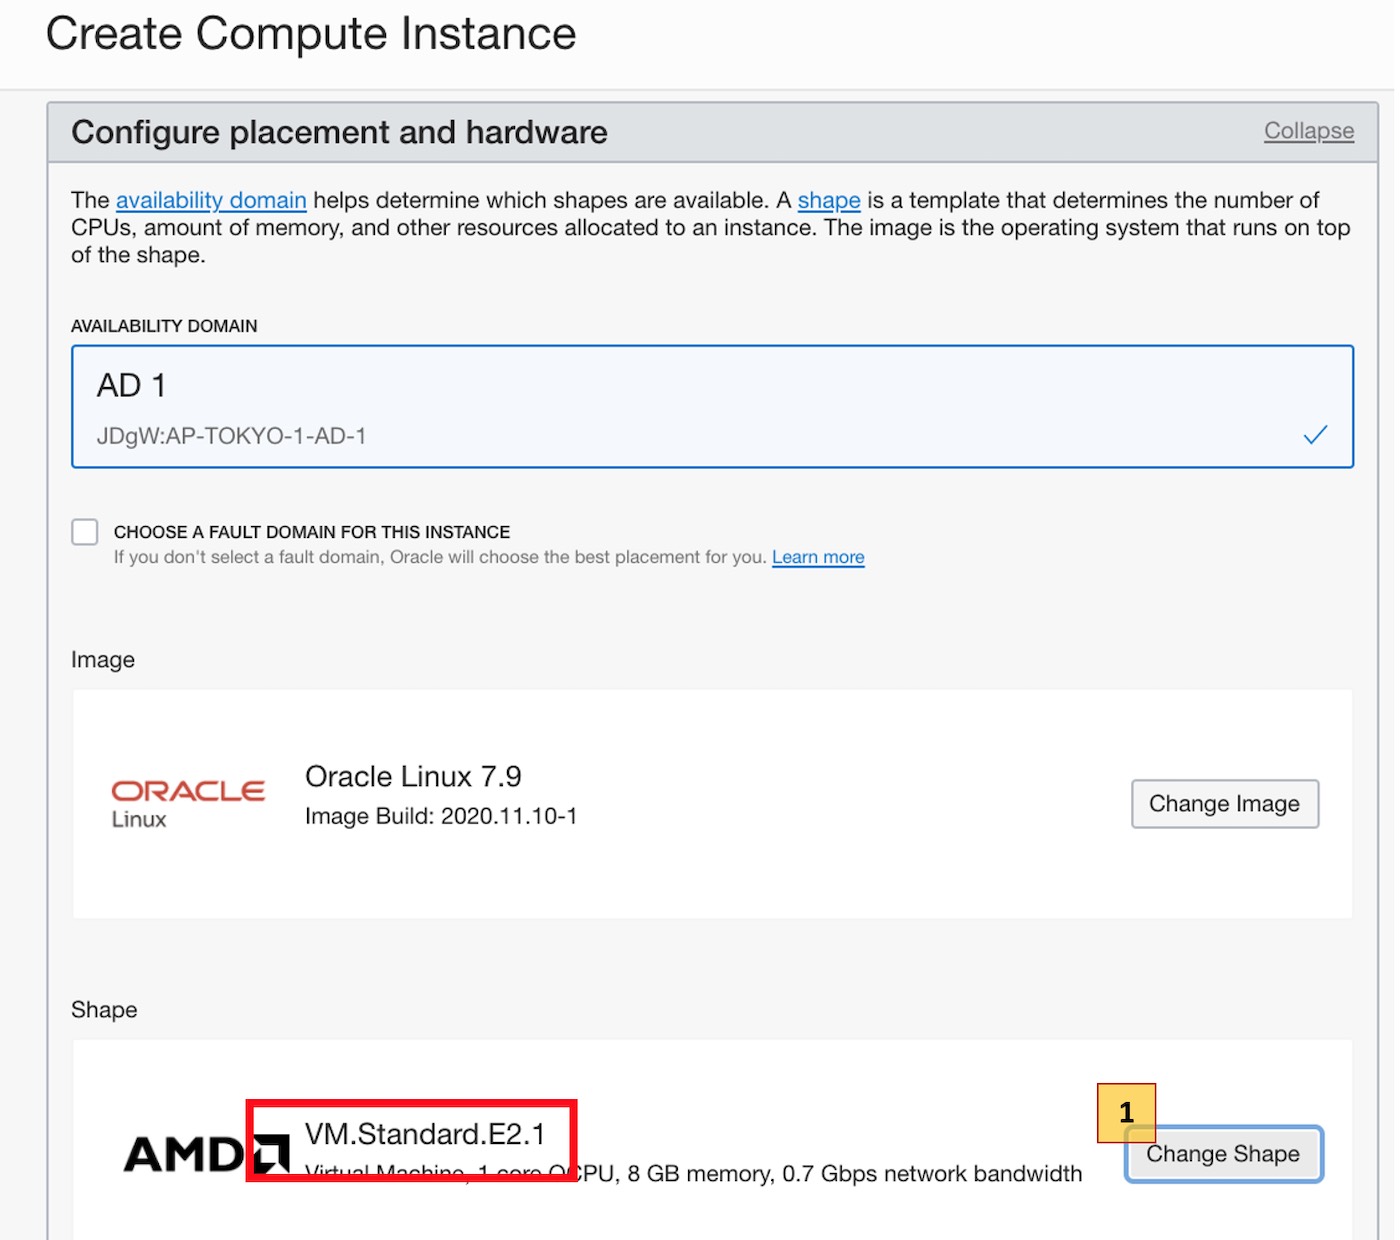 Create Compute Instance
Configure placement and hardware
Collapse
The availability domain helps determine which shapes are available. A shape is a template that determines the number of
CPUs, amount of memory, and other resources allocated to an instance. The image is the operating system that runs on top
of the shape.
AVAILABILITY DOMAIN
AD 1
JDgW:AP-TOKYO-1-AD-1
CHOOSE A FAULT DOMAIN FOR THIS INSTANCE
If you don't select a fault domain, Oracle will choose the best placement for you. Learn more
Image
ORACLE
Linux
Oracle Linux 7.9
Image Build: 2020.11.10-1
Change Image
Shape
AMD
VM.Standard.E2.1
Virtual Machine, 1 core OCPU, 8 GB memory, 0.7 Gbps network bandwidth
1
Change Shape